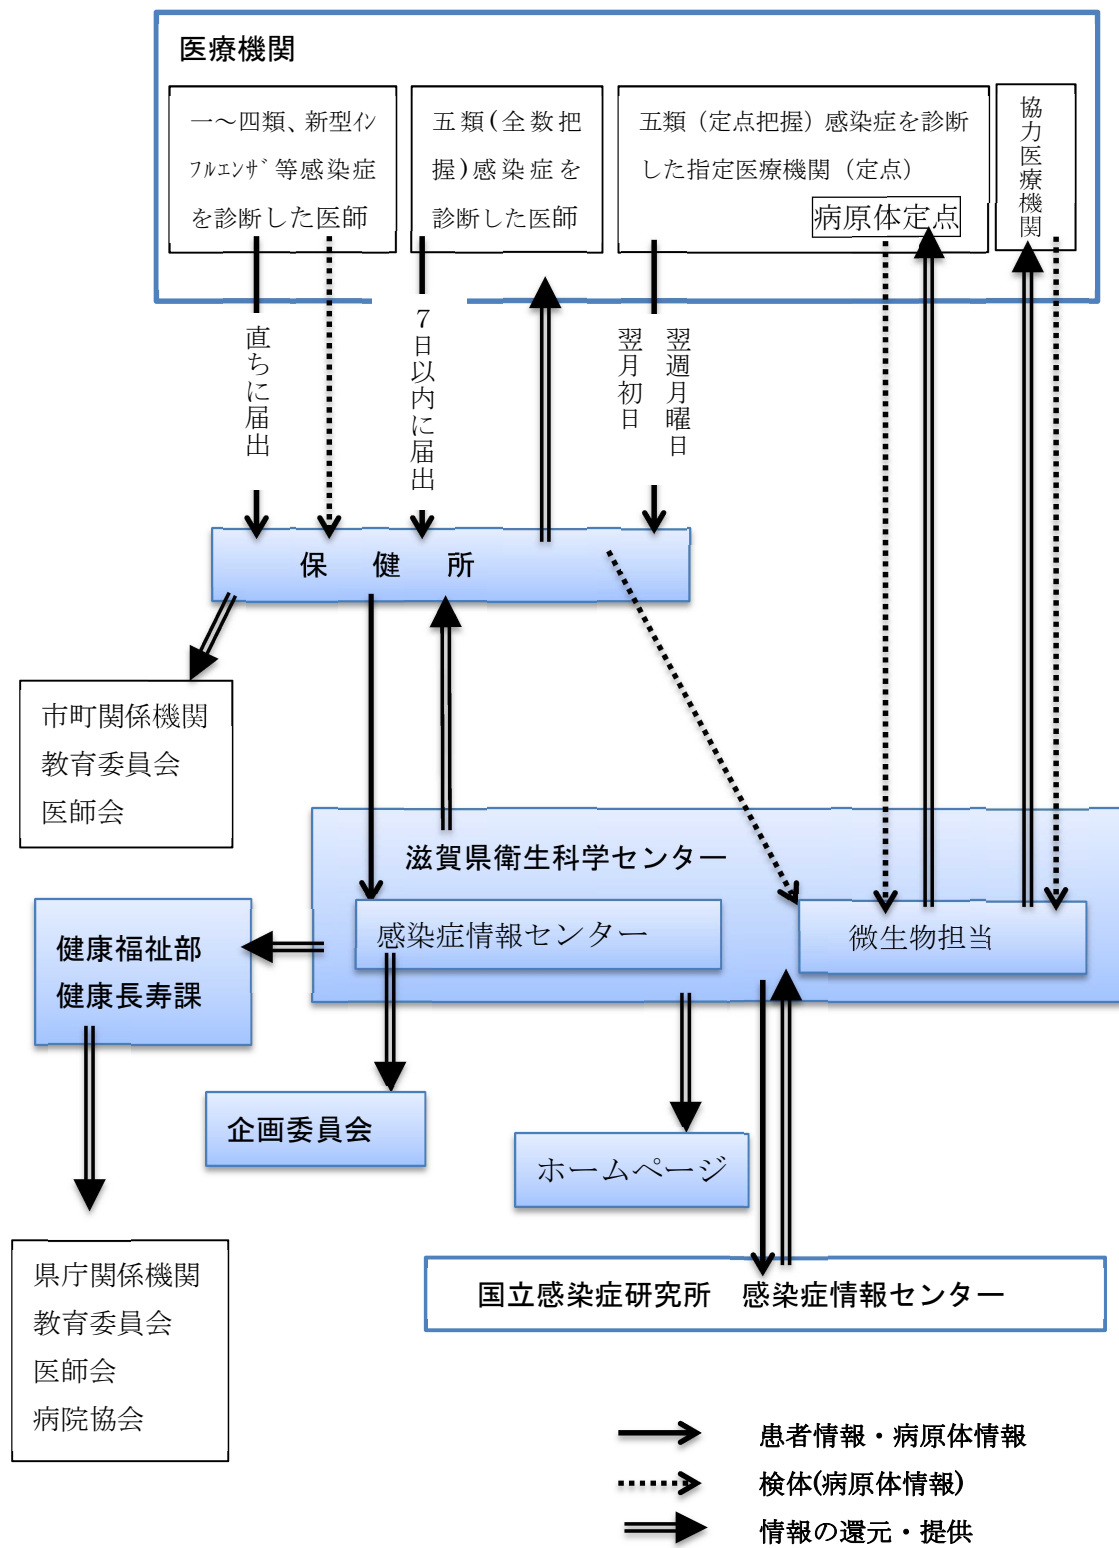 医療機関
一～四類、新型ｲﾝ
ﾌﾙｴﾝｻﾞ等感染症
を診断した医師
五類(全数把
握)感染症を
診断した医師
五類（定点把握）感染症を診断
した指定医療機関（定点）
病原体定点
協力医療機関
直ちに届出
7日以内に届出
翌週月曜日
翌月初日
保　健　所
市町関係機関
教育委員会
医師会
滋賀県衛生科学センター
感染症情報センター
微生物担当
健康福祉部
健康長寿課
企画委員会
ホームページ
県庁関係機関
教育委員会
医師会
病院協会
国立感染症研究所　感染症情報センター
患者情報・病原体情報
検体(病原体情報)
情報の還元・提供